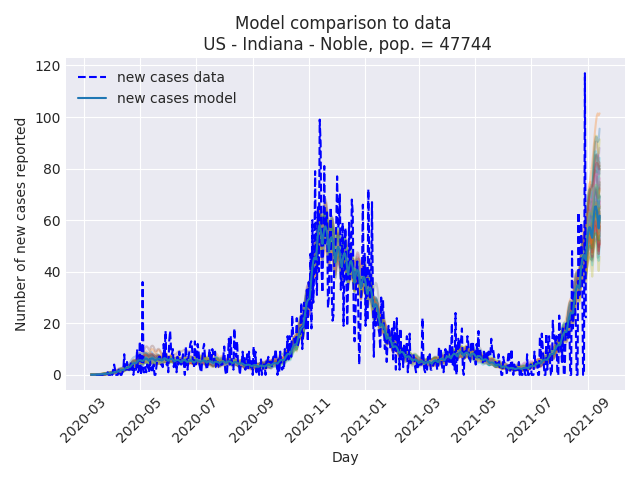 Model comparison to data
US - Indiana - Noble, pop. = 47744
new cases data
new cases model
Number of new cases reported
120
100
80
60
40
20
0
2020-03
2020-05
2020-07
2020-09
2020-11
2021-01
2021-03
2021-05
2021-07
2021-09
Day